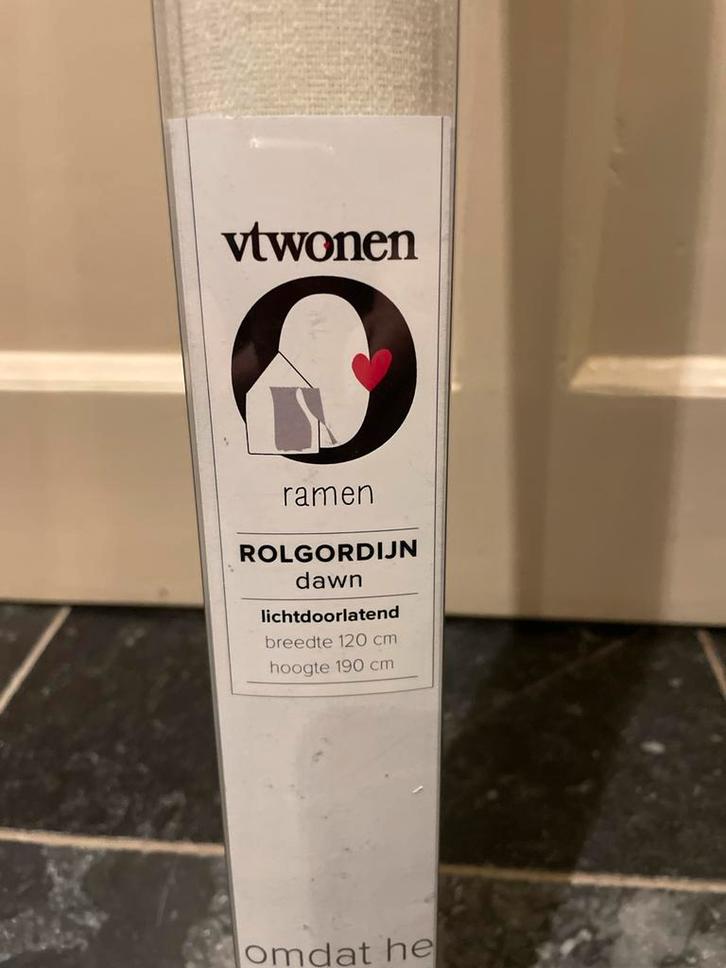 vtwonen
ramen
ROLGORDIJN
dawn
lichtdoorlatend
breedte 120 cm
hoogte 190 cm
omdat he